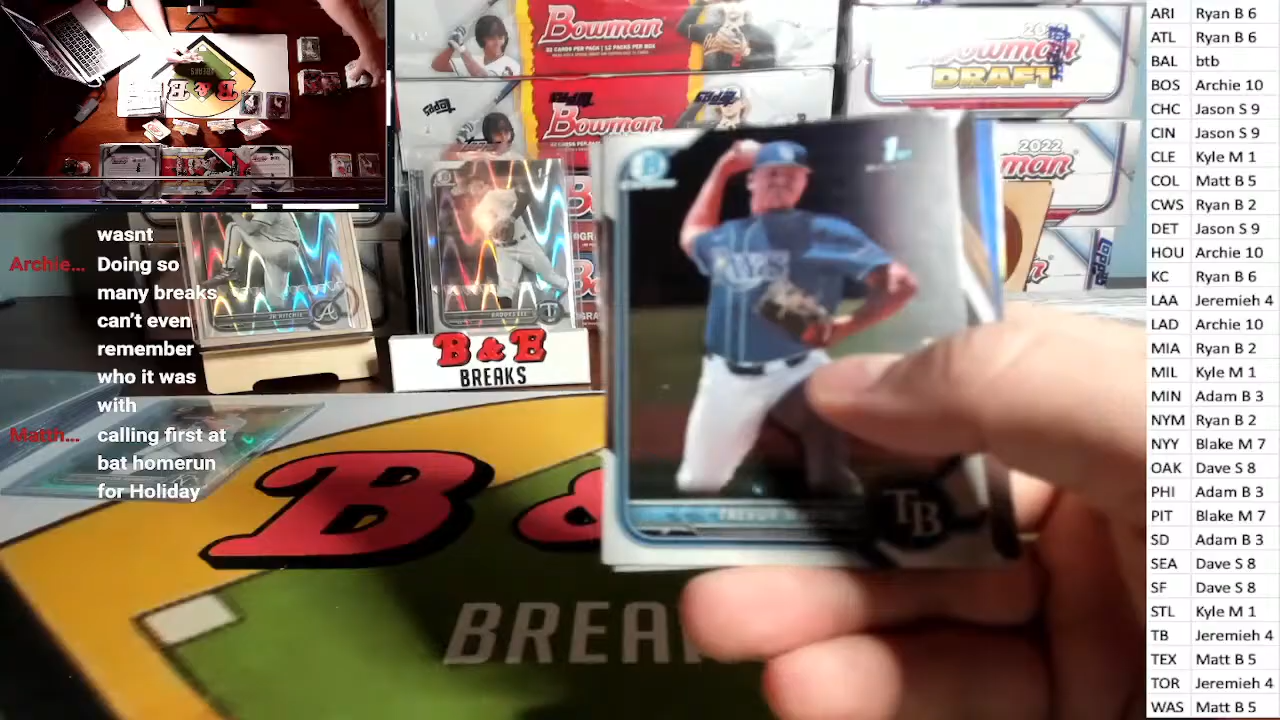 wasnt
Archie... Doing so
many breaks
can't even
remember
who it was
with
Matth... calling first at
bat homerun
for Holiday
Bowman
Bowman
topps
2022
DRAFT
2022
JR RITCHIE
A
B & E
BREAKS
1st
TB
B &
BREA
topps
ARI Ryan B 6
ATL Ryan B 6
BAL btb
BOS Archie 10
CHC Jason S 9
CIN Jason S 9
CLE Kyle M 1
COL Matt B 5
CWS Ryan B 2
DET Jason S 9
HOU Archie 10
KC Ryan B 6
LAA Jeremieh 4
LAD Archie 10
MIA Ryan B 2
MIL Kyle M 1
MIN Adam B 3
NYM Ryan B 2
NYY Blake M 7
OAK Dave S 8
PHI Adam B 3
PIT Blake M 7
SD Adam B 3
SEA Dave S 8
SF Dave S 8
STL Kyle M 1
TB Jeremieh 4
TEX Matt B 5
TOR Jeremieh 4
WAS Matt B 5